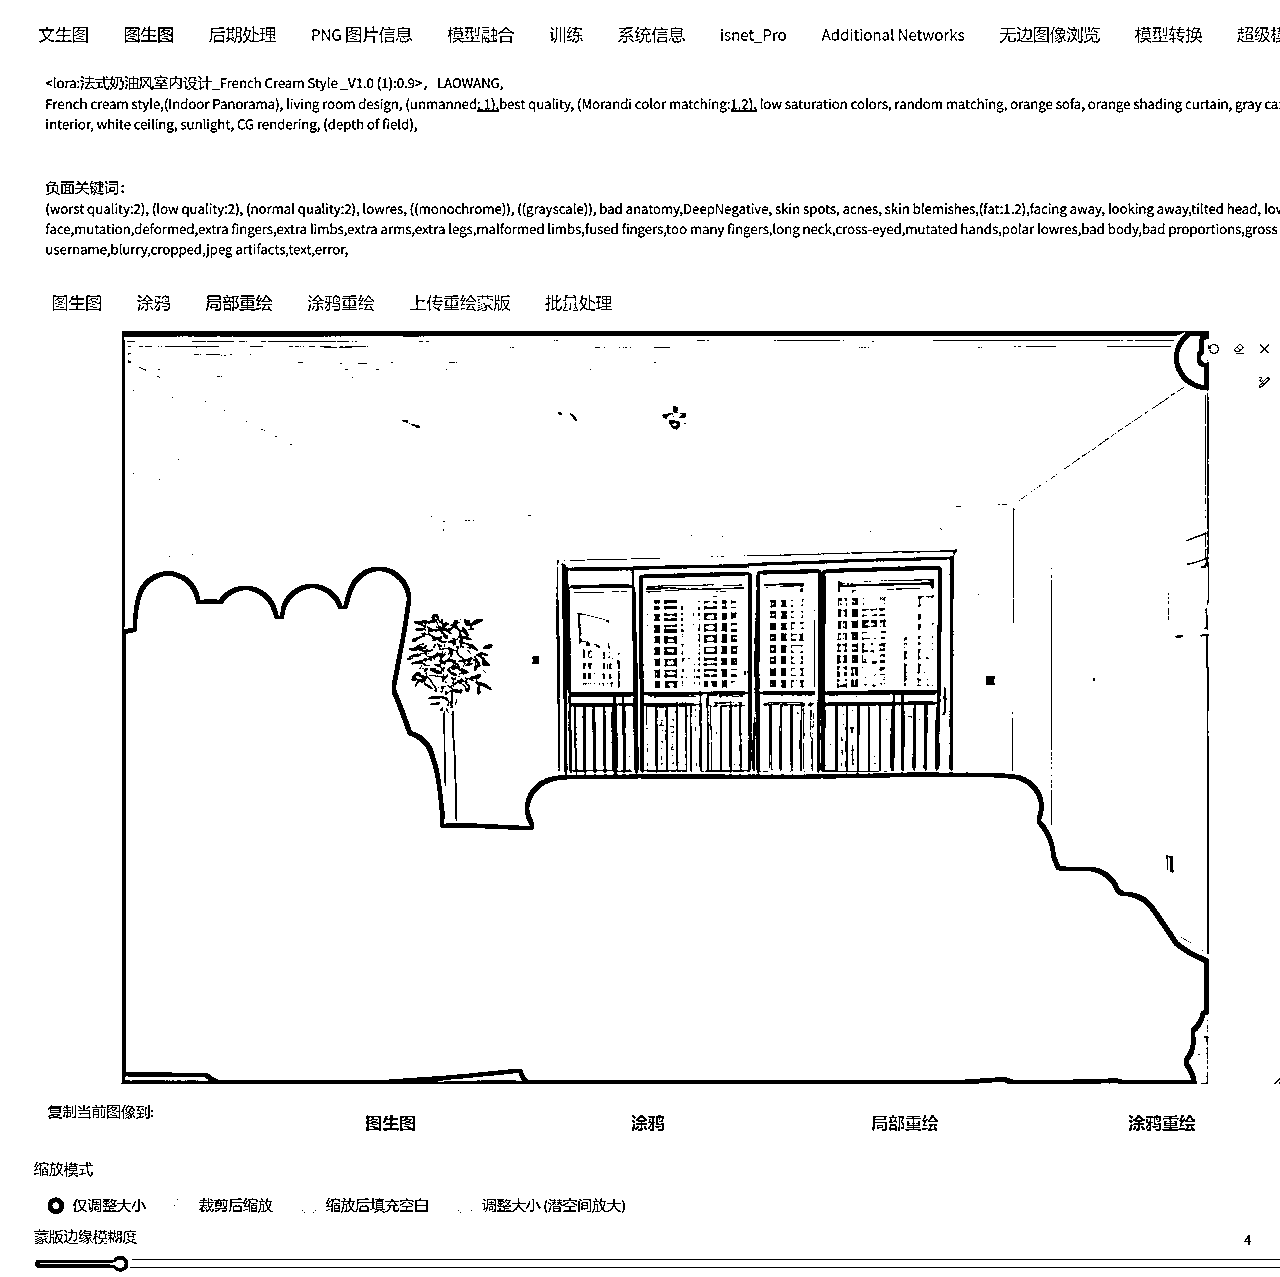 文生图 图生图 后期处理 PNG 图片信息 模型融合 训练 系统信息 isnet_Pro Additional Networks 无边图像浏览 模型转换 超级
<lora:法式奶油风室内设计_French Cream Style_V1.0 (1):0.9>, LAOWANG,
French cream style,(Indoor Panorama), living room design, (unmanned; 1),best quality, (Morandi color matching:1.2), low saturation colors, random matching, orange sofa, orange shading curtain, gray ca
interior, white ceiling, sunlight, CG rendering, (depth of field),
负面关键词：
(worst quality:2), (low quality:2), (normal quality:2), lowres, ((monochrome)), ((grayscale)), bad anatomy,DeepNegative, skin spots, acnes, skin blemishes,(fat:1.2),facing away, looking away,tilted head, lo
face,mutation,deformed,extra fingers,extra limbs,extra arms,extra legs,malformed limbs,fused fingers,too many fingers,long neck,cross-eyed,mutated hands,polar lowres,bad body,bad proportions,gross
username,blurry,cropped,jpeg artifacts,text,error,
图生图 涂鸦 局部重绘 涂鸦重绘 上传重绘蒙版 批量处理
复制当前图像到:
图生图 涂鸦 局部重绘 涂鸦重绘
缩放模式
仅调整大小 裁剪后缩放 缩放后填充空白 调整大小 (潜空间放大)
蒙版边缘模糊度
4